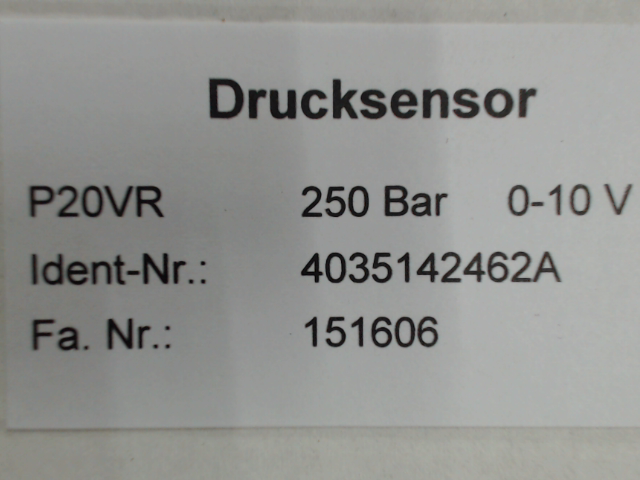 Drucksensor
P20VR 250 Bar 0-10 V
Ident-Nr.: 4035142462A
Fa. Nr.: 151606